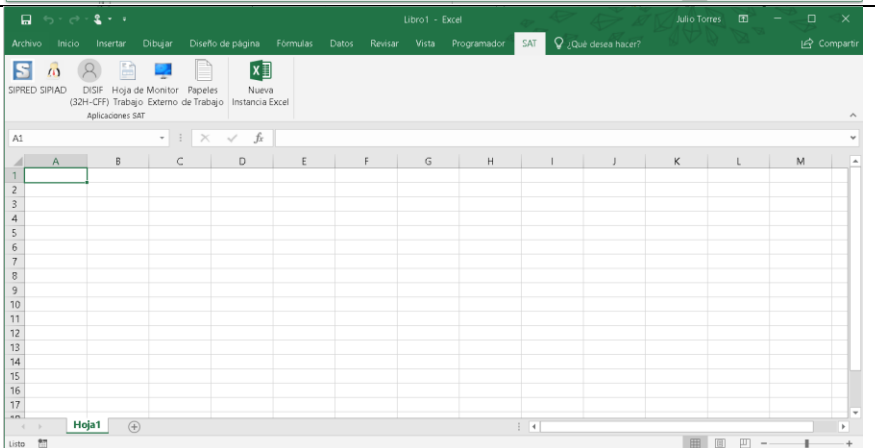 Libro1 - Excel
Julio Torres
Archivo Inicio Insertar Dibujar Diseño de página Fórmulas Datos Revisar Vista Programador SAT ¿Qué desea hacer? Compartir
SIPRED SIPIAD DISIF (32H-CFF) Hoja de Trabajo Monitor Externo Papeles de Trabajo Nueva Instancia Excel
Aplicaciones SAT
A1 fx
A B C D E F G H I J K L M
1
2
3
4
5
6
7
8
9
10
11
12
13
14
15
16
17
Hoja1
Listo